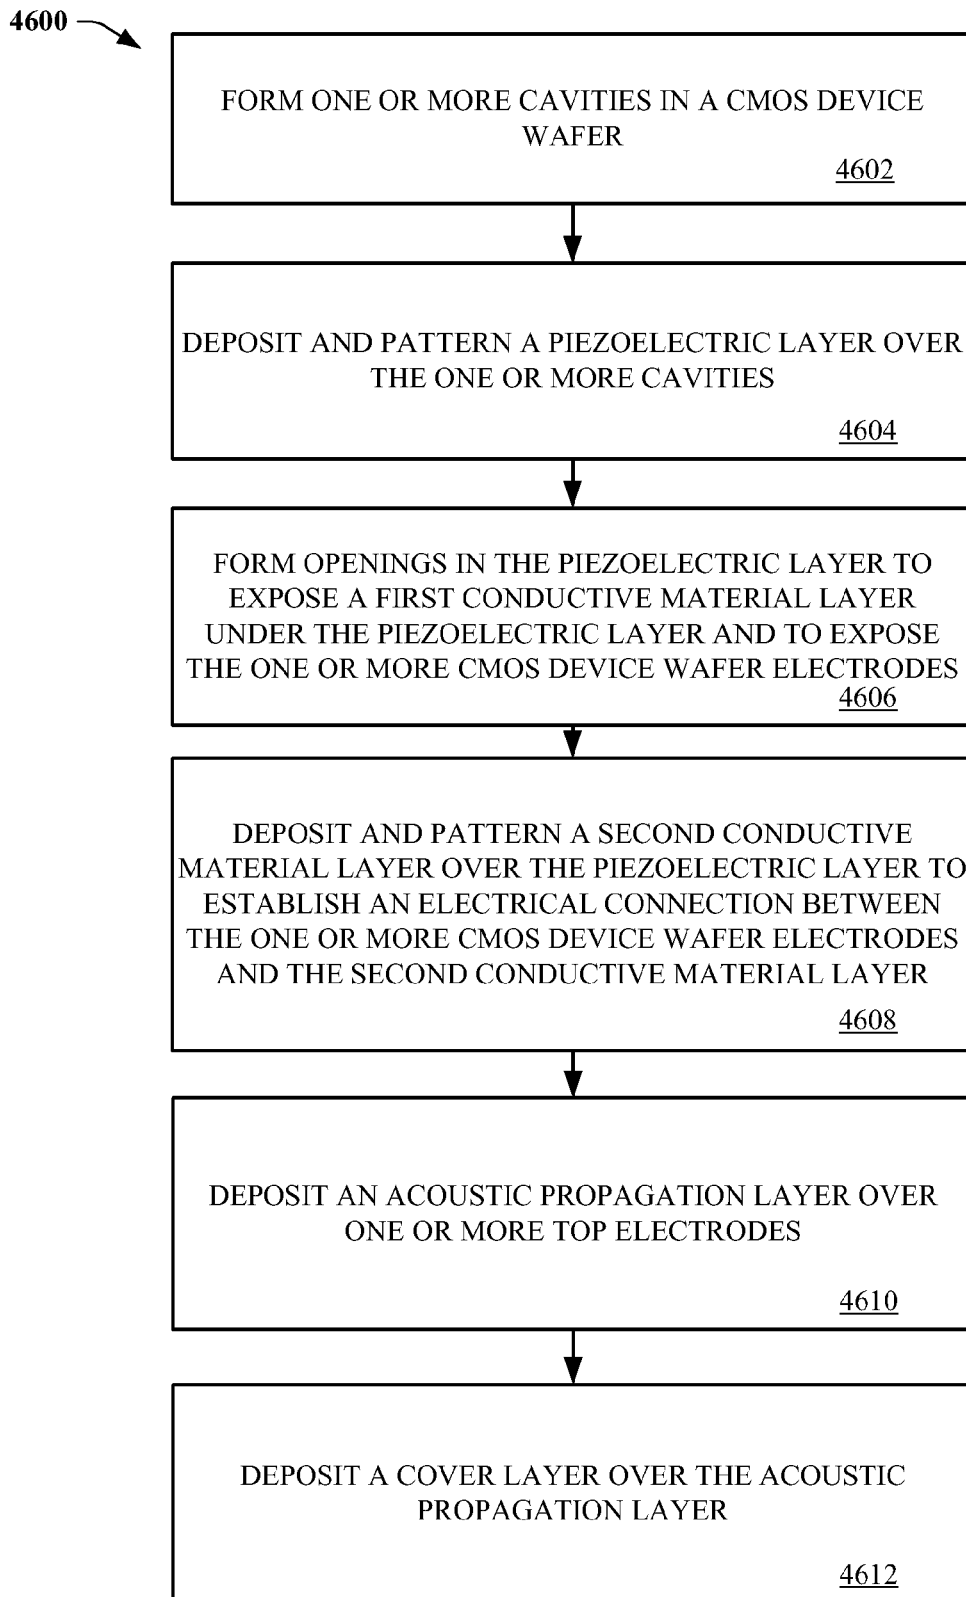 4600
FORM ONE OR MORE CAVITIES IN A CMOS DEVICE
WAFER
4602
DEPOSIT AND PATTERN A PIEZOELECTRIC LAYER OVER
THE ONE OR MORE CAVITIES
4604
FORM OPENINGS IN THE PIEZOELECTRIC LAYER TO
EXPOSE A FIRST CONDUCTIVE MATERIAL LAYER
UNDER THE PIEZOELECTRIC LAYER AND TO EXPOSE
THE ONE OR MORE CMOS DEVICE WAFER ELECTRODES
4606
DEPOSIT AND PATTERN A SECOND CONDUCTIVE
MATERIAL LAYER OVER THE PIEZOELECTRIC LAYER TO
ESTABLISH AN ELECTRICAL CONNECTION BETWEEN
THE ONE OR MORE CMOS DEVICE WAFER ELECTRODES
AND THE SECOND CONDUCTIVE MATERIAL LAYER
4608
DEPOSIT AN ACOUSTIC PROPAGATION LAYER OVER
ONE OR MORE TOP ELECTRODES
4610
DEPOSIT A COVER LAYER OVER THE ACOUSTIC
PROPAGATION LAYER
4612